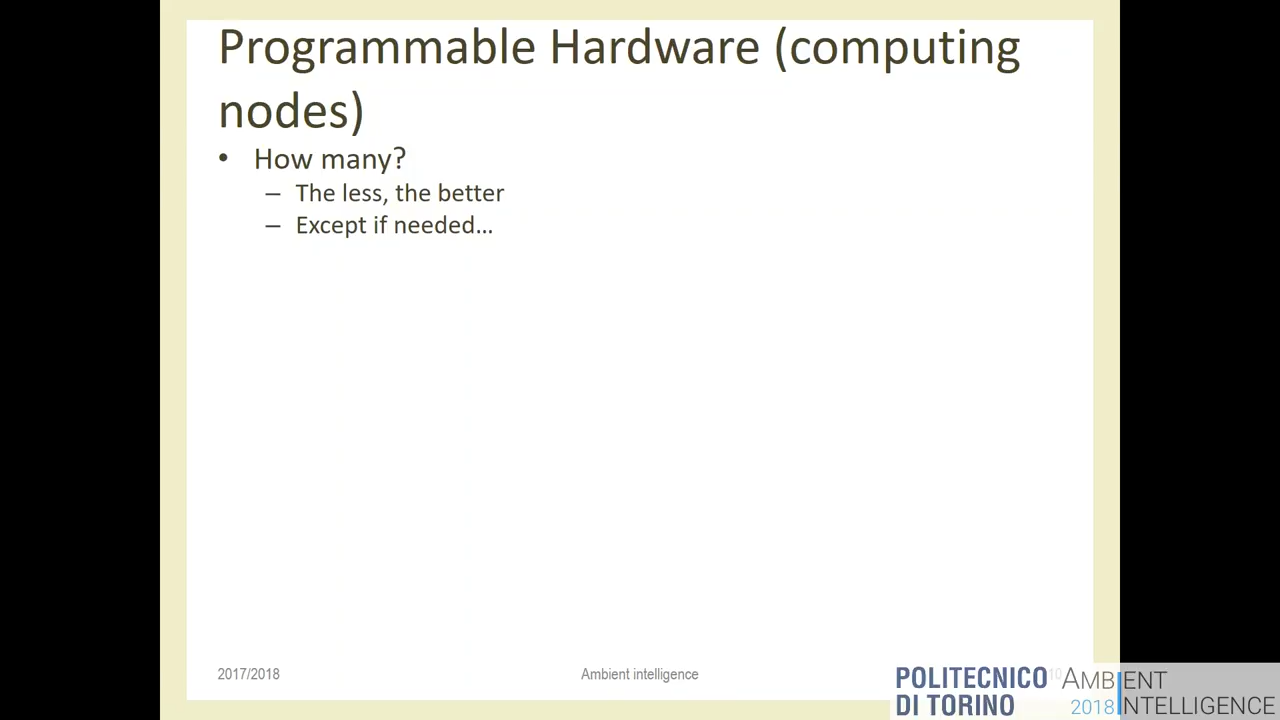 Programmable Hardware (computing
nodes)
• How many?
– The less, the better
– Except if needed…
2017/2018
Ambient intelligence
10
POLITECNICO
DI TORINO
AMBIENT
2018 INTELLIGENCE